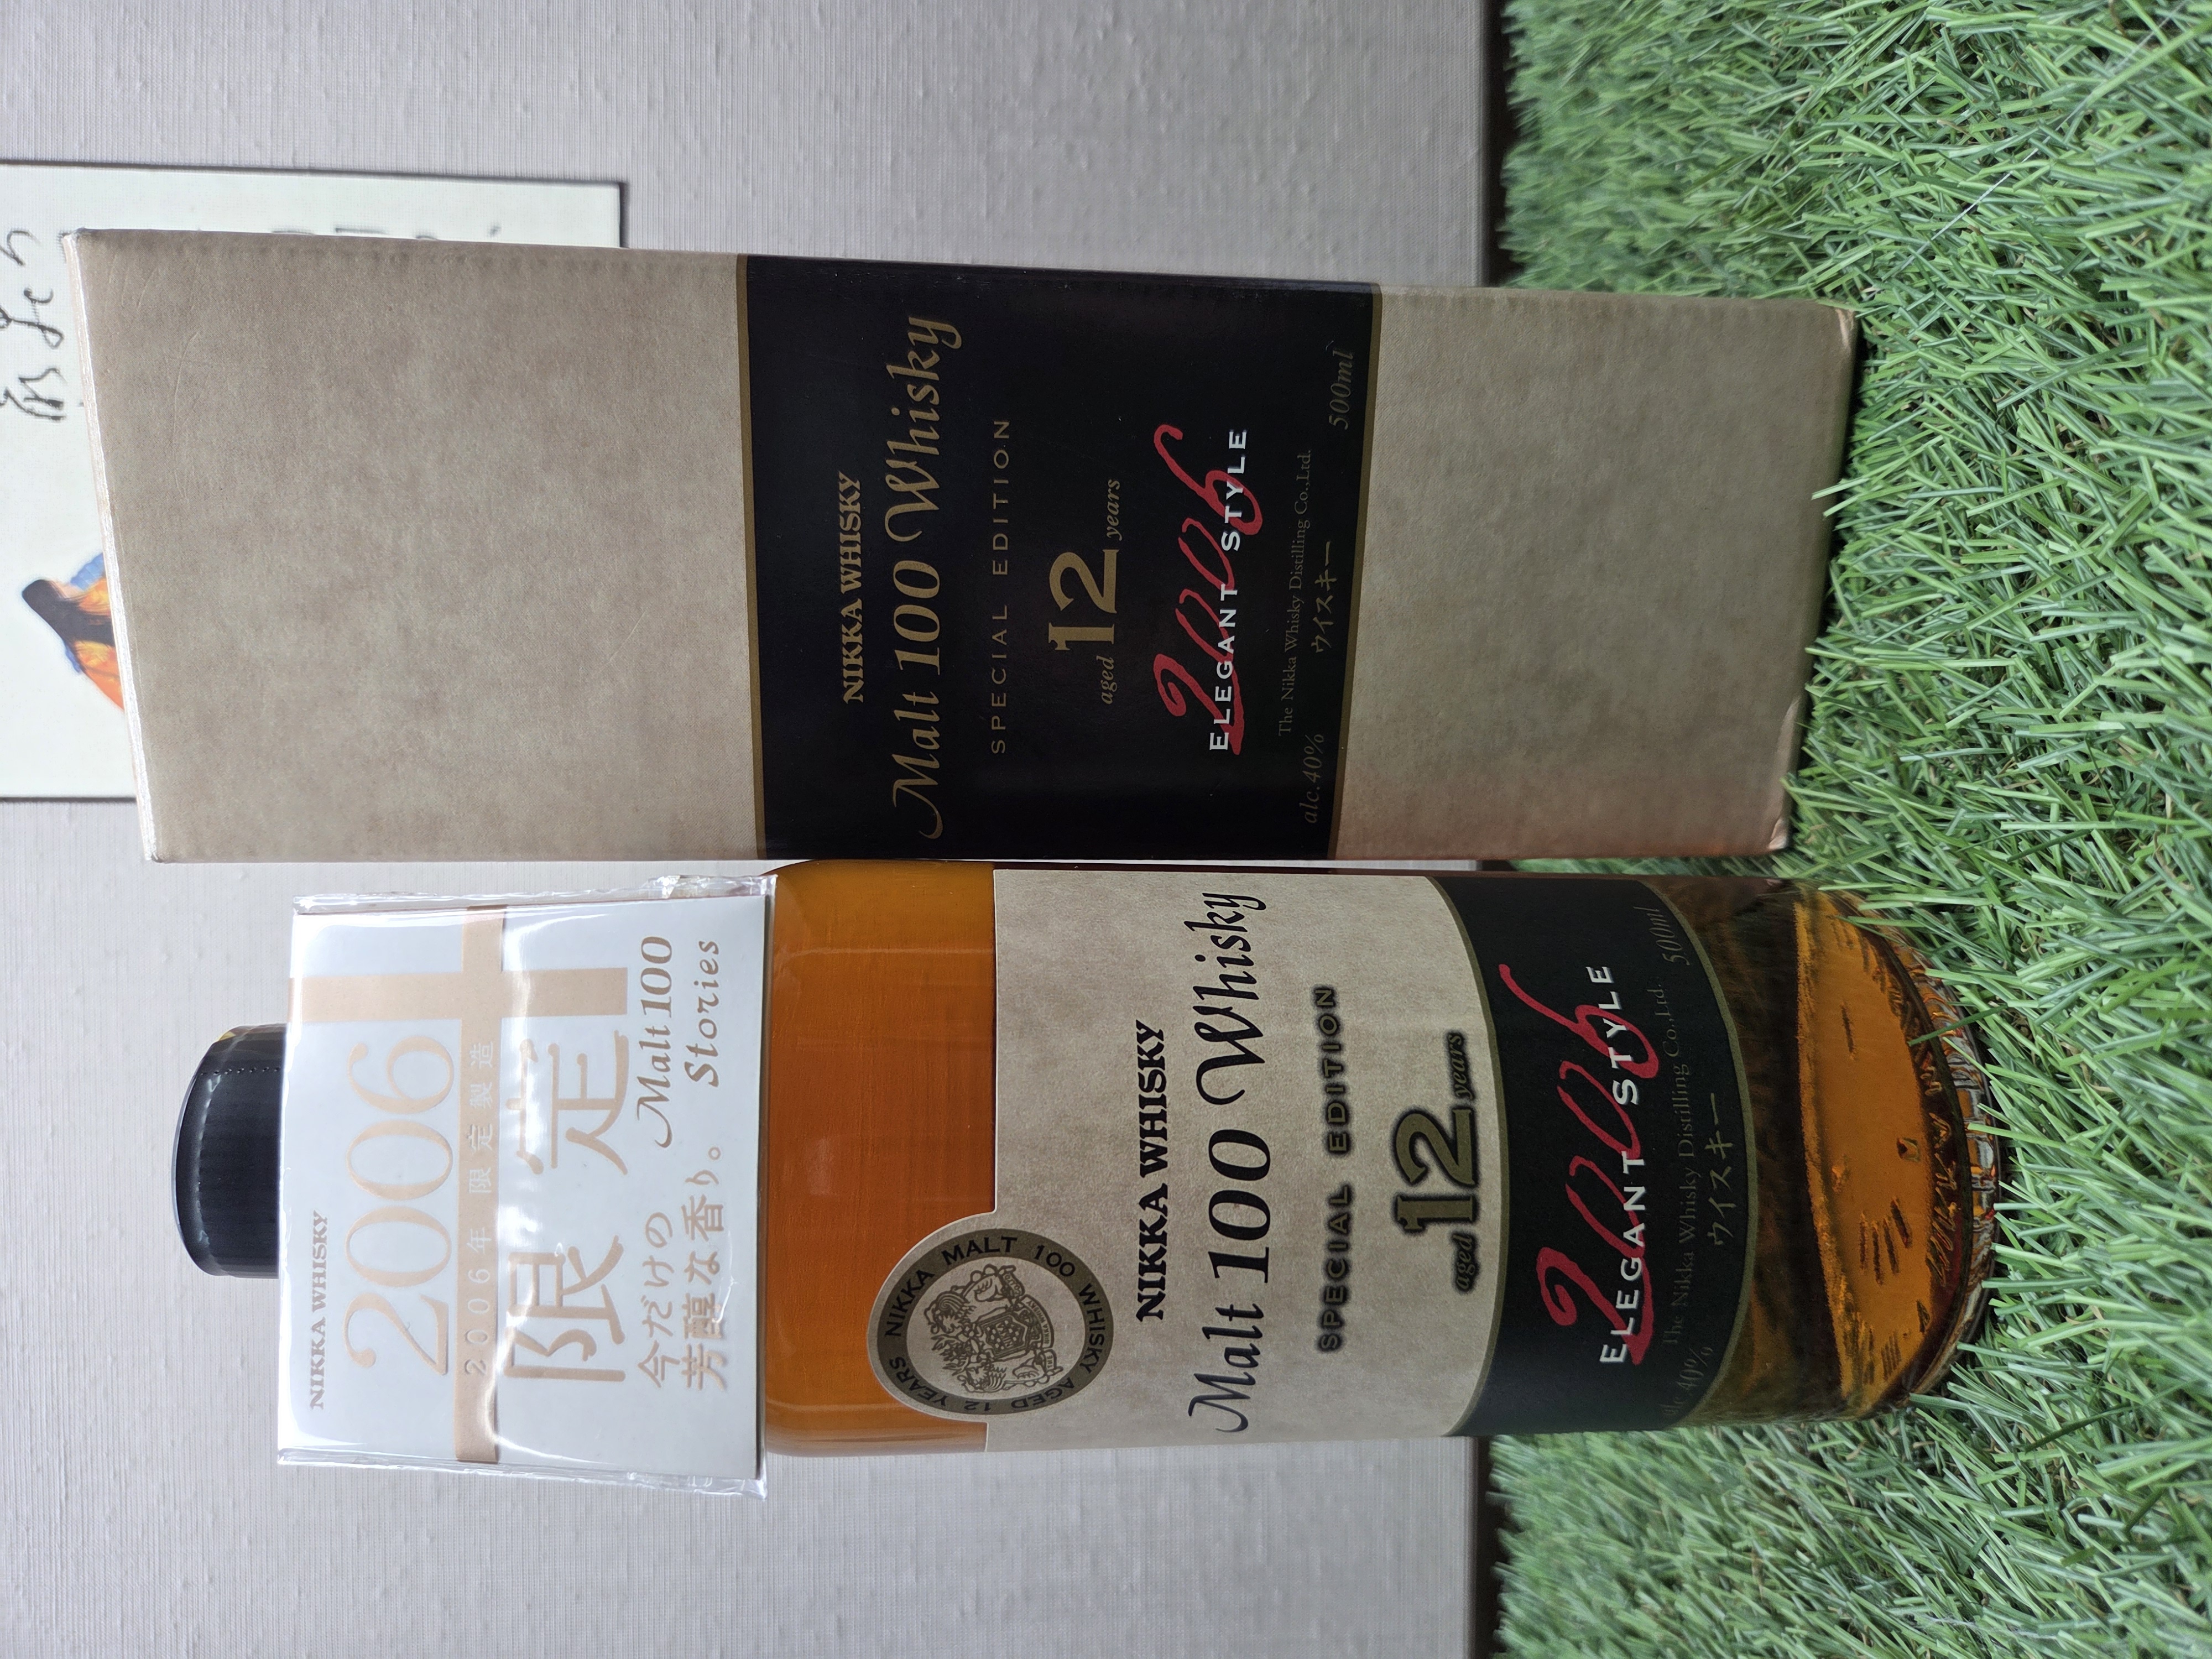 NIKKA WHISKY
2006
2006年 限定製造
限定
今だけの
芳醇な香り。
Malt 100
Stories
NIKKA MALT 100 WHISKY AGED 12 YEARS
NIKKA WHISKY
Malt 100 Whisky
SPECIAL EDITION
aged 12 years
2006
ELEGANT STYLE
The Nikka Whisky Distilling Co.,Ltd.
alc.40% ウイスキー 500ml
NIKKA WHISKY
Malt 100 Whisky
SPECIAL EDITION
aged 12 years
2006
ELEGANT STYLE
The Nikka Whisky Distilling Co.,Ltd.
alc.40% ウイスキー 500ml